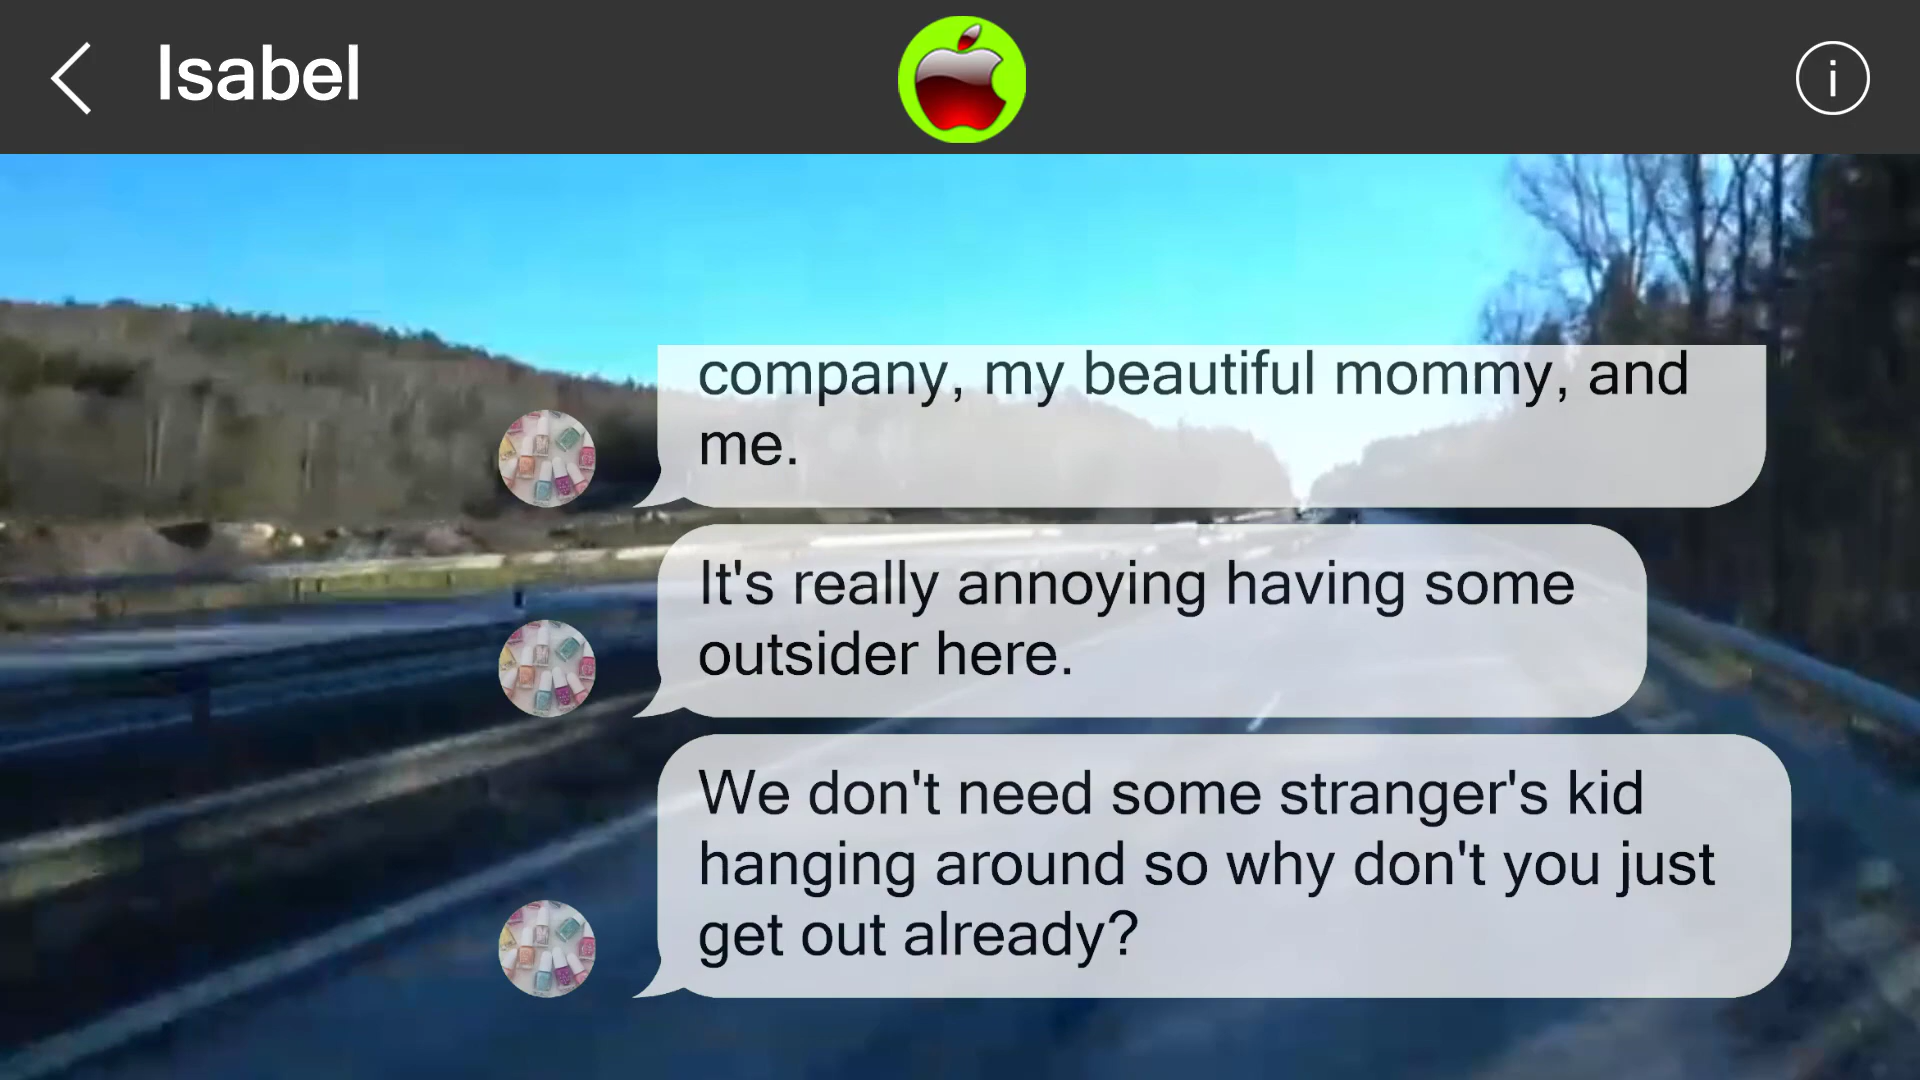 Isabel
i
company, my beautiful mommy, and
me.
It's really annoying having some
outsider here.
We don't need some stranger's kid
hanging around so why don't you just
get out already?